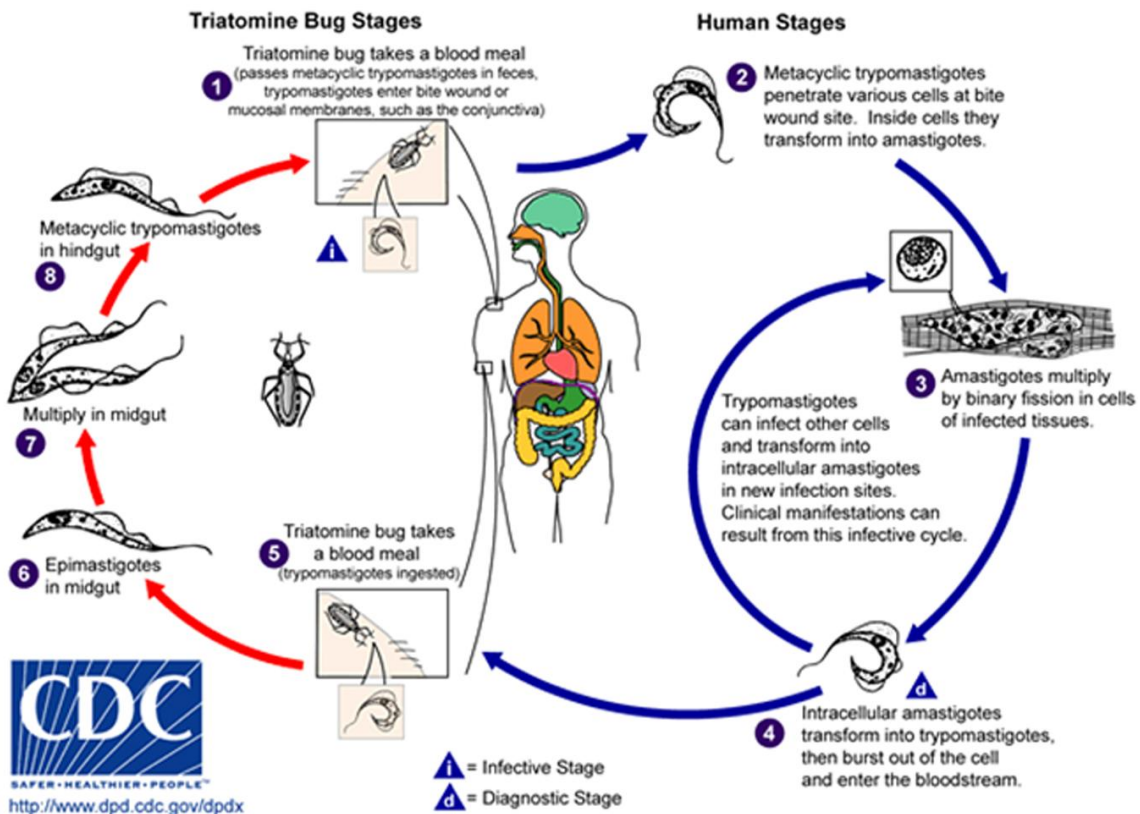 Triatomine Bug Stages
Human Stages
Triatomine bug takes a blood meal
1
(passes metacyclic trypomastigotes in feces,
trypomastigotes enter bite wound or
mucosal membranes, such as the conjunctiva)
i
2
Metacyclic trypomastigotes
penetrate various cells at bite
wound site. Inside cells they
transform into amastigotes.
3
Amastigotes multiply
by binary fission in cells
of infected tissues.
Trypomastigotes
can infect other cells
and transform into
intracellular amastigotes
in new infection sites.
Clinical manifestations can
result from this infective cycle.
d
4
Intracellular amastigotes
transform into trypomastigotes,
then burst out of the cell
and enter the bloodstream.
Triatomine bug takes
5
a blood meal
(trypomastigotes ingested)
6
Epimastigotes
in midgut
Multiply in midgut
7
Metacyclic trypomastigotes
in hindgut
8
i = Infective Stage
d = Diagnostic Stage
CDC
SAFER•HEALTHIER•PEOPLE™
http://www.dpd.cdc.gov/dpdx